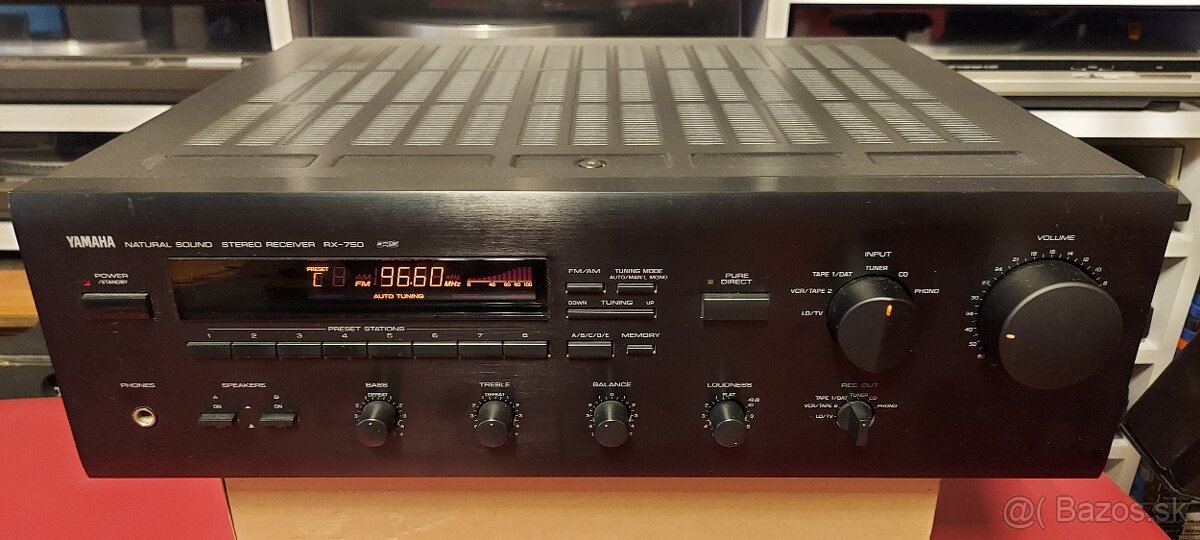 YAMAHA NATURAL SOUND STEREO RECEIVER RX-750
VOLUME
POWER
/STANDBY
PRESET
C
AM
FM 96.60 MHz
AUTO TUNING
FM/AM
TUNING MODE
AUTO/MAN'L MONO
DOWN TUNING UP
PURE
DIRECT
INPUT
TAPE 1/DAT TUNER CD
VCR/TAPE 2 PHONO
LD/TV
PRESET STATIONS
1 2 3 4 5 6 7 8
A/B/C/D/E MEMORY
PHONES
SPEAKERS
A B
ON ON
BASS
DEFEAT
TREBLE
DEFEAT
BALANCE
LOUDNESS
FLAT
REC OUT
TAPE 1/DAT TUNER CD
VCR/TAPE 2 PHONO
LD/TV
@( Bazos.sk